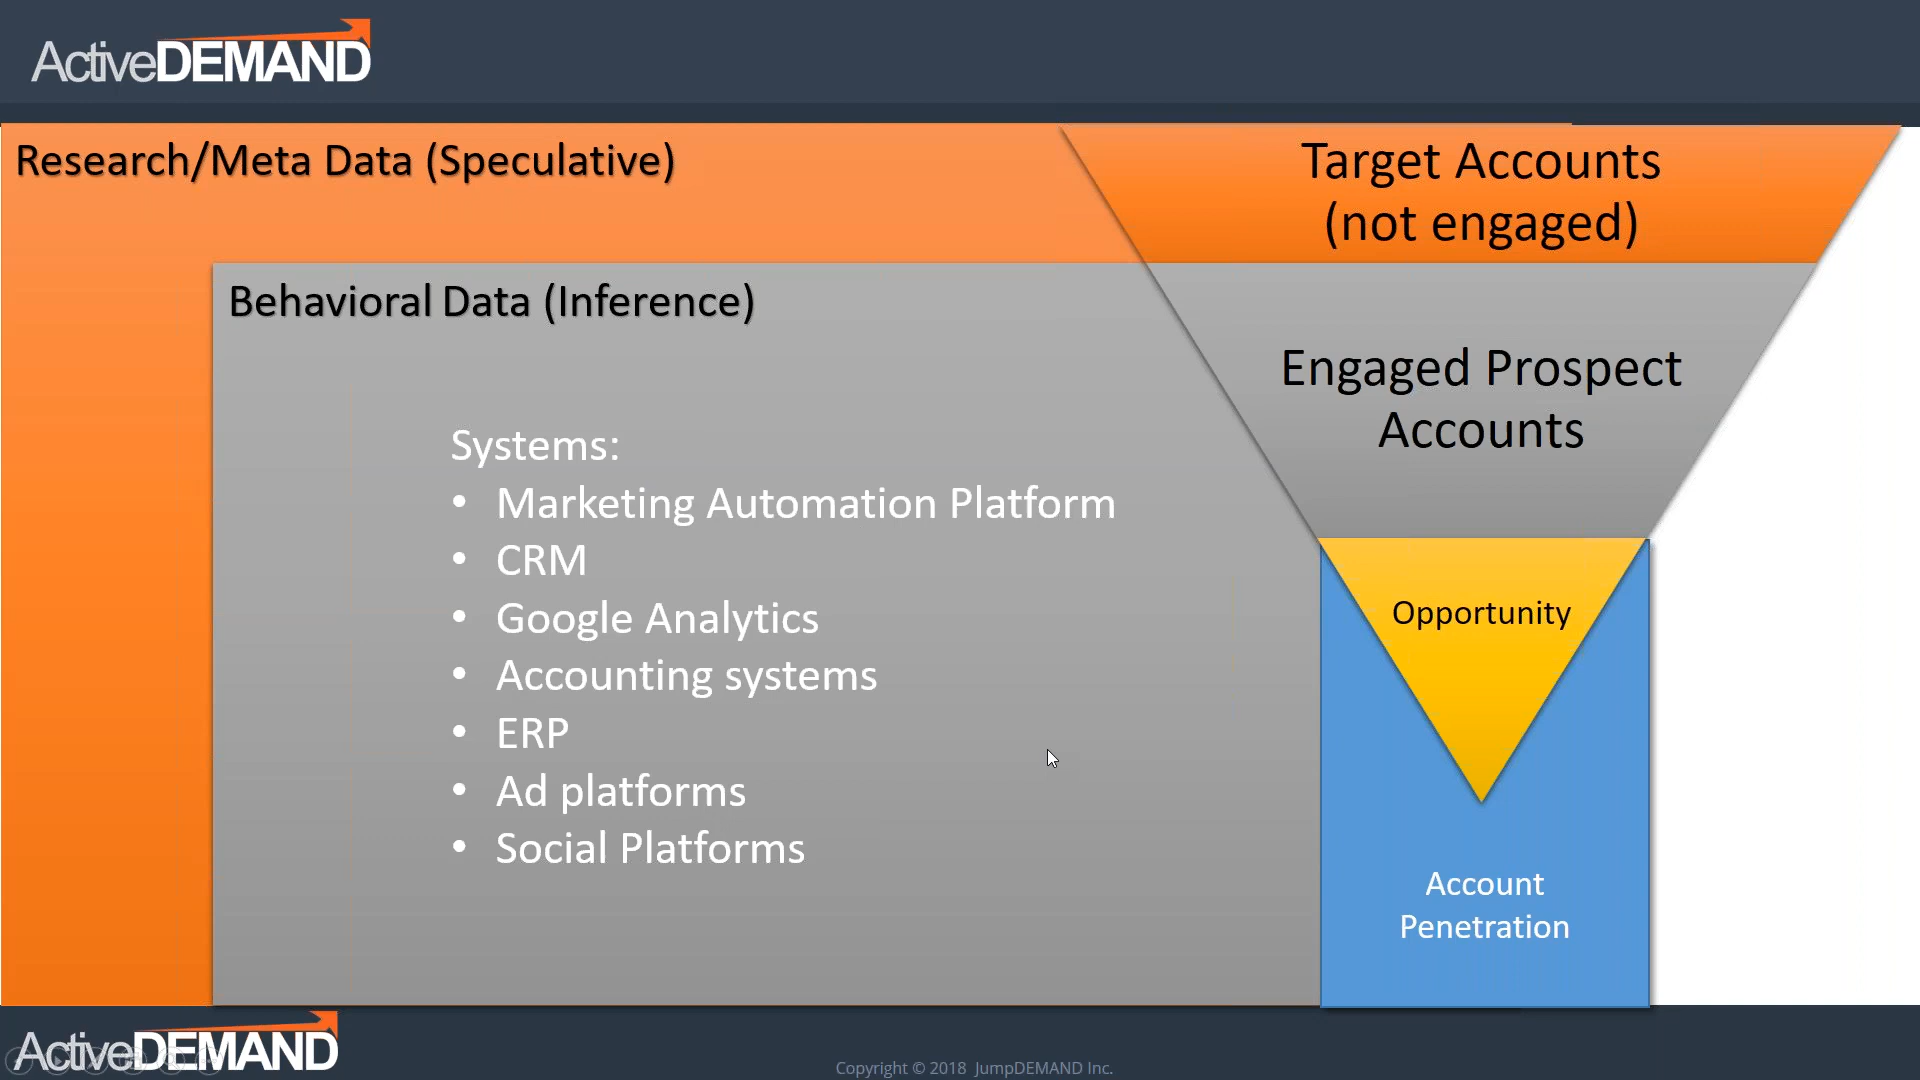 ActiveDEMAND
Research/Meta Data (Speculative)
Target Accounts
(not engaged)
Behavioral Data (Inference)
Engaged Prospect
Accounts
Systems:
• Marketing Automation Platform
• CRM
• Google Analytics
• Accounting systems
• ERP
• Ad platforms
• Social Platforms
Opportunity
Account
Penetration
ActiveDEMAND
Copyright © 2018 JumpDEMAND Inc.